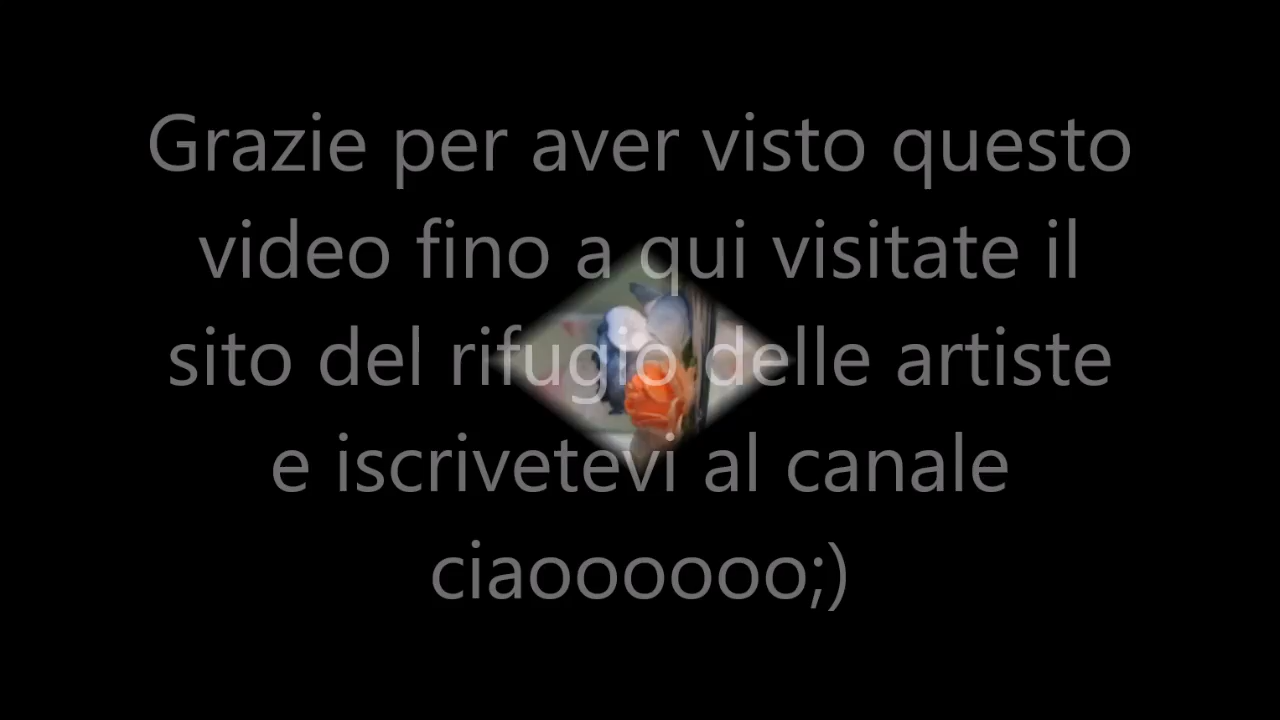 Grazie per aver visto questo
video fino a qui visitate il
sito del rifugio delle artiste
e iscrivetevi al canale
ciaoooooo;)